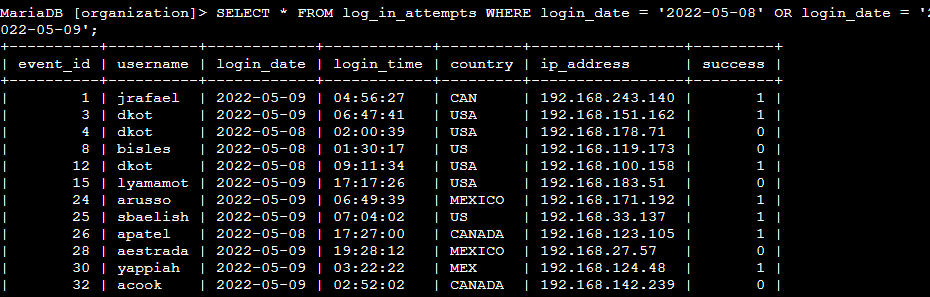 MariaDB [organization]> SELECT * FROM log_in_attempts WHERE login_date = '2022-05-08' OR login_date = '2
022-05-09';
+----------+----------+------------+------------+---------+-----------------+---------+
| event_id | username | login_date | login_time | country | ip_address      | success |
+----------+----------+------------+------------+---------+-----------------+---------+
|        1 | jrafael  | 2022-05-09 | 04:56:27   | CAN     | 192.168.243.140 |       1 |
|        3 | dkot     | 2022-05-09 | 06:47:41   | USA     | 192.168.151.162 |       1 |
|        4 | dkot     | 2022-05-08 | 02:00:39   | USA     | 192.168.178.71  |       0 |
|        8 | bisles   | 2022-05-08 | 01:30:17   | US      | 192.168.119.173 |       0 |
|       12 | dkot     | 2022-05-08 | 09:11:34   | USA     | 192.168.100.158 |       1 |
|       15 | lyamamot | 2022-05-09 | 17:17:26   | USA     | 192.168.183.51  |       0 |
|       24 | arusso   | 2022-05-09 | 06:49:39   | MEXICO  | 192.168.171.192 |       1 |
|       25 | sbaelish | 2022-05-09 | 07:04:02   | US      | 192.168.33.137  |       1 |
|       26 | apatel   | 2022-05-08 | 17:27:00   | CANADA  | 192.168.123.105 |       1 |
|       28 | aestrada | 2022-05-09 | 19:28:12   | MEXICO  | 192.168.27.57   |       0 |
|       30 | yappiah  | 2022-05-09 | 03:22:22   | MEX     | 192.168.124.48  |       1 |
|       32 | acook    | 2022-05-09 | 02:52:02   | CANADA  | 192.168.142.239 |       0 |